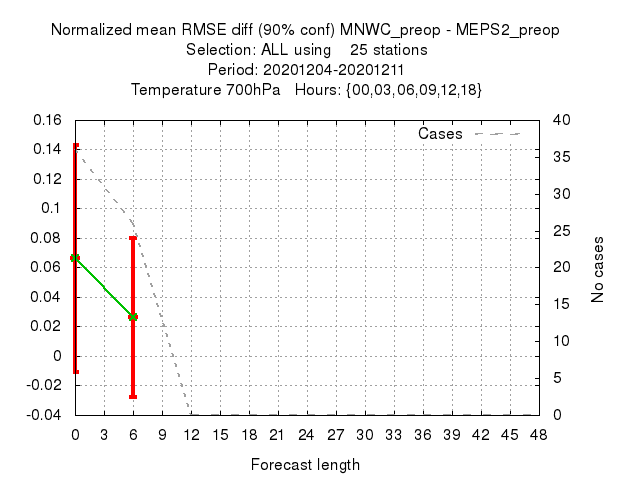 Normalized mean RMSE diff (90% conf) MNWC_preop - MEPS2_preop
Selection: ALL using 25 stations
Period: 20201204-20201211
Temperature 700hPa Hours: {00,03,06,09,12,18}
Cases
0.16
0.14
0.12
0.1
0.08
0.06
0.04
0.02
0
-0.02
-0.04
40
35
30
25
20
15
10
5
0
No cases
0 3 6 9 12 15 18 21 24 27 30 33 36 39 42 45 48
Forecast length